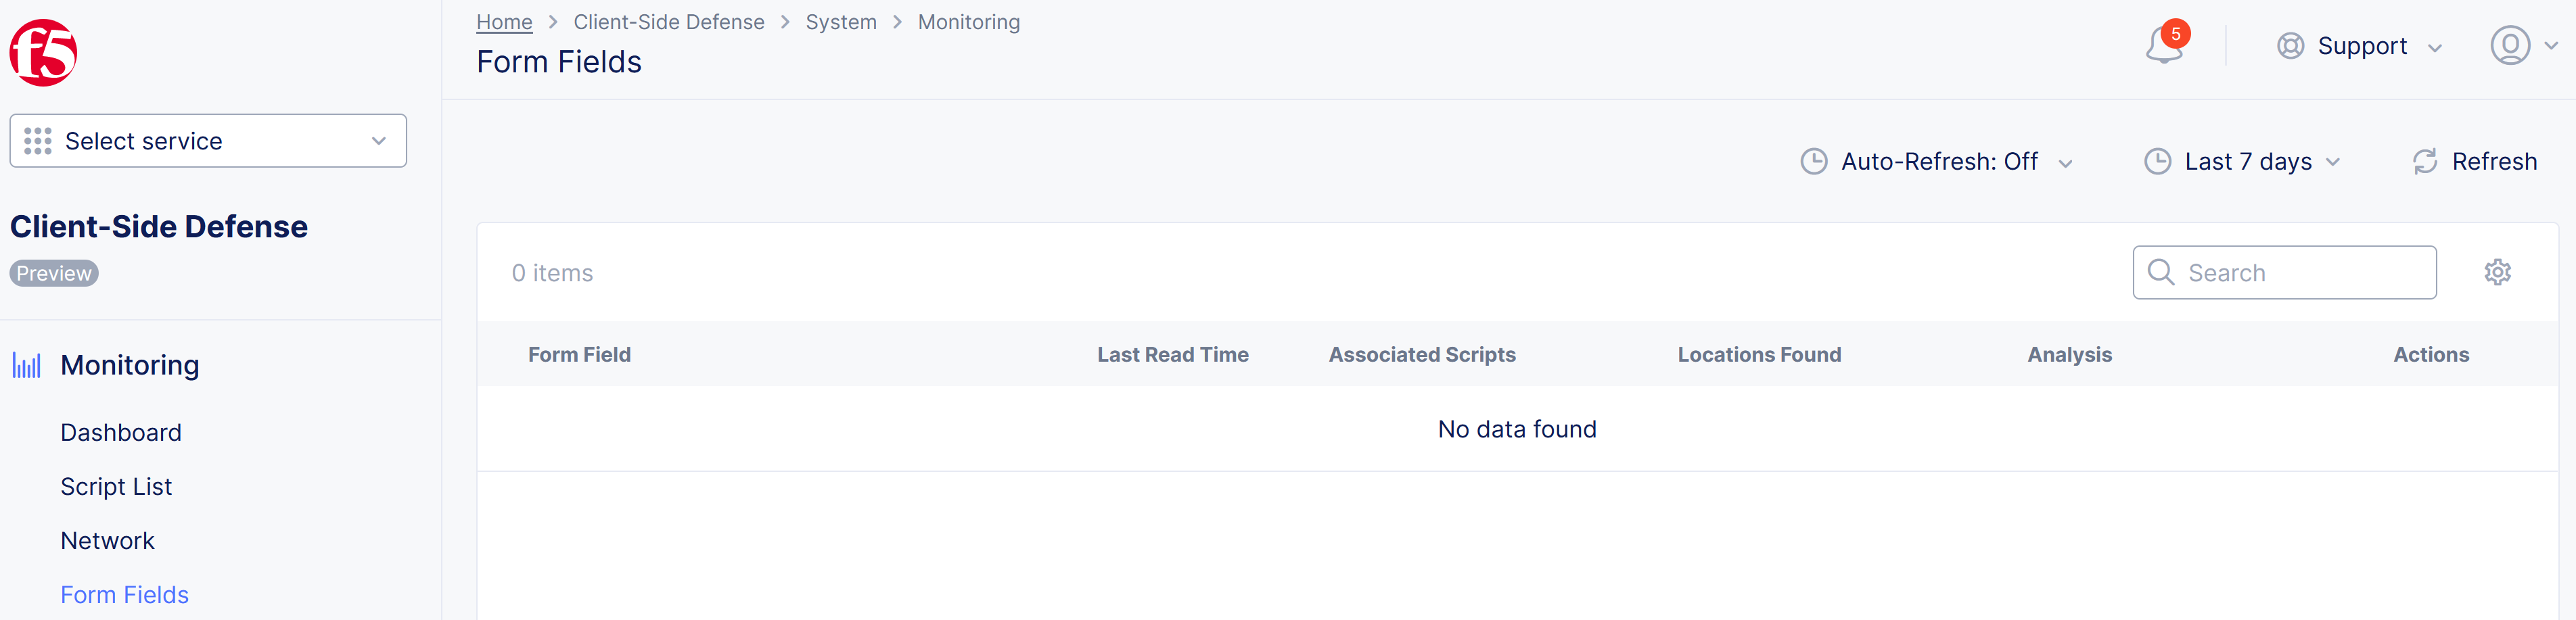 f5
Select service
Client-Side Defense
Preview
Monitoring
Dashboard
Script List
Network
Form Fields
Home > Client-Side Defense > System > Monitoring
Form Fields
5
Support
Auto-Refresh: Off
Last 7 days
Refresh
0 items
Search
Form Field Last Read Time Associated Scripts Locations Found Analysis Actions
No data found